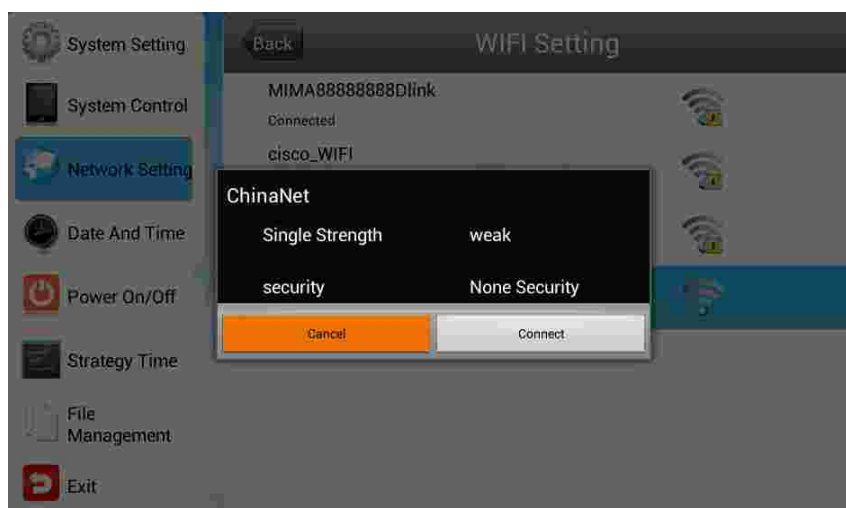 System Setting
Back
WIFI Setting
System Control
MIMA88888888Dlink
Connected
Network Setting
cisco_WIFI
ChinaNet
Single Strength weak
security None Security
Cancel
Connect
Date And Time
Power On/Off
Strategy Time
File
Management
Exit